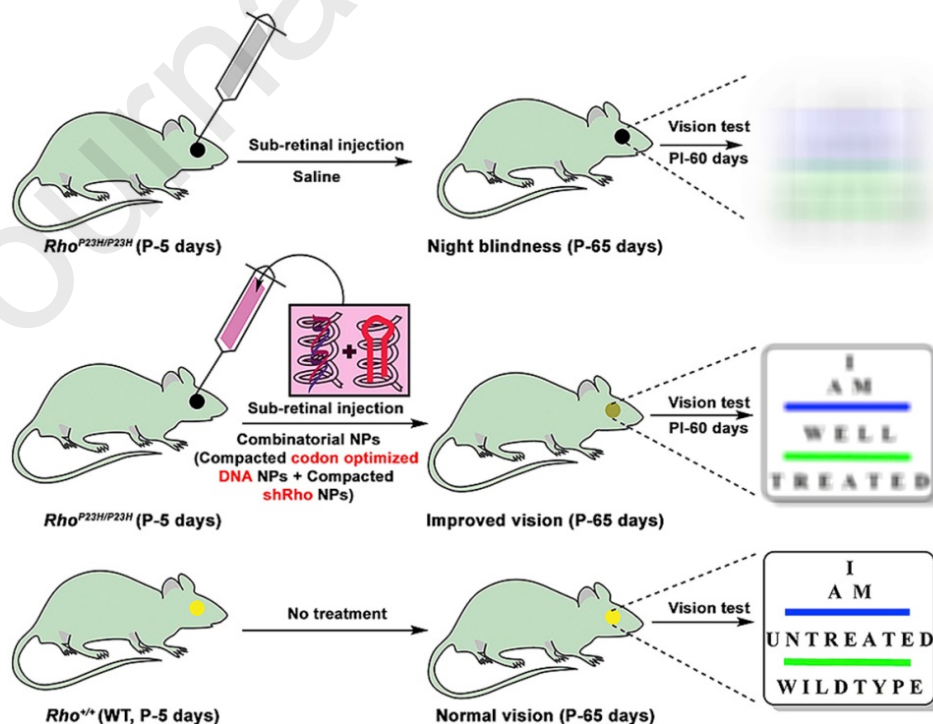 Journa
Sub-retinal injection
Saline
Vision test
PI-60 days
Rho^P23H/P23H (P-5 days)
Night blindness (P-65 days)
+
Sub-retinal injection
Combinatorial NPs
(Compacted codon optimized
DNA NPs + Compacted
shRho NPs)
Vision test
PI-60 days
I
A M
W E L L
T R E A T E D
Rho^P23H/P23H (P-5 days)
Improved vision (P-65 days)
No treatment
Vision test
I
A M
U N T R E A T E D
W I L D T Y P E
Rho^+/+ (WT, P-5 days)
Normal vision (P-65 days)